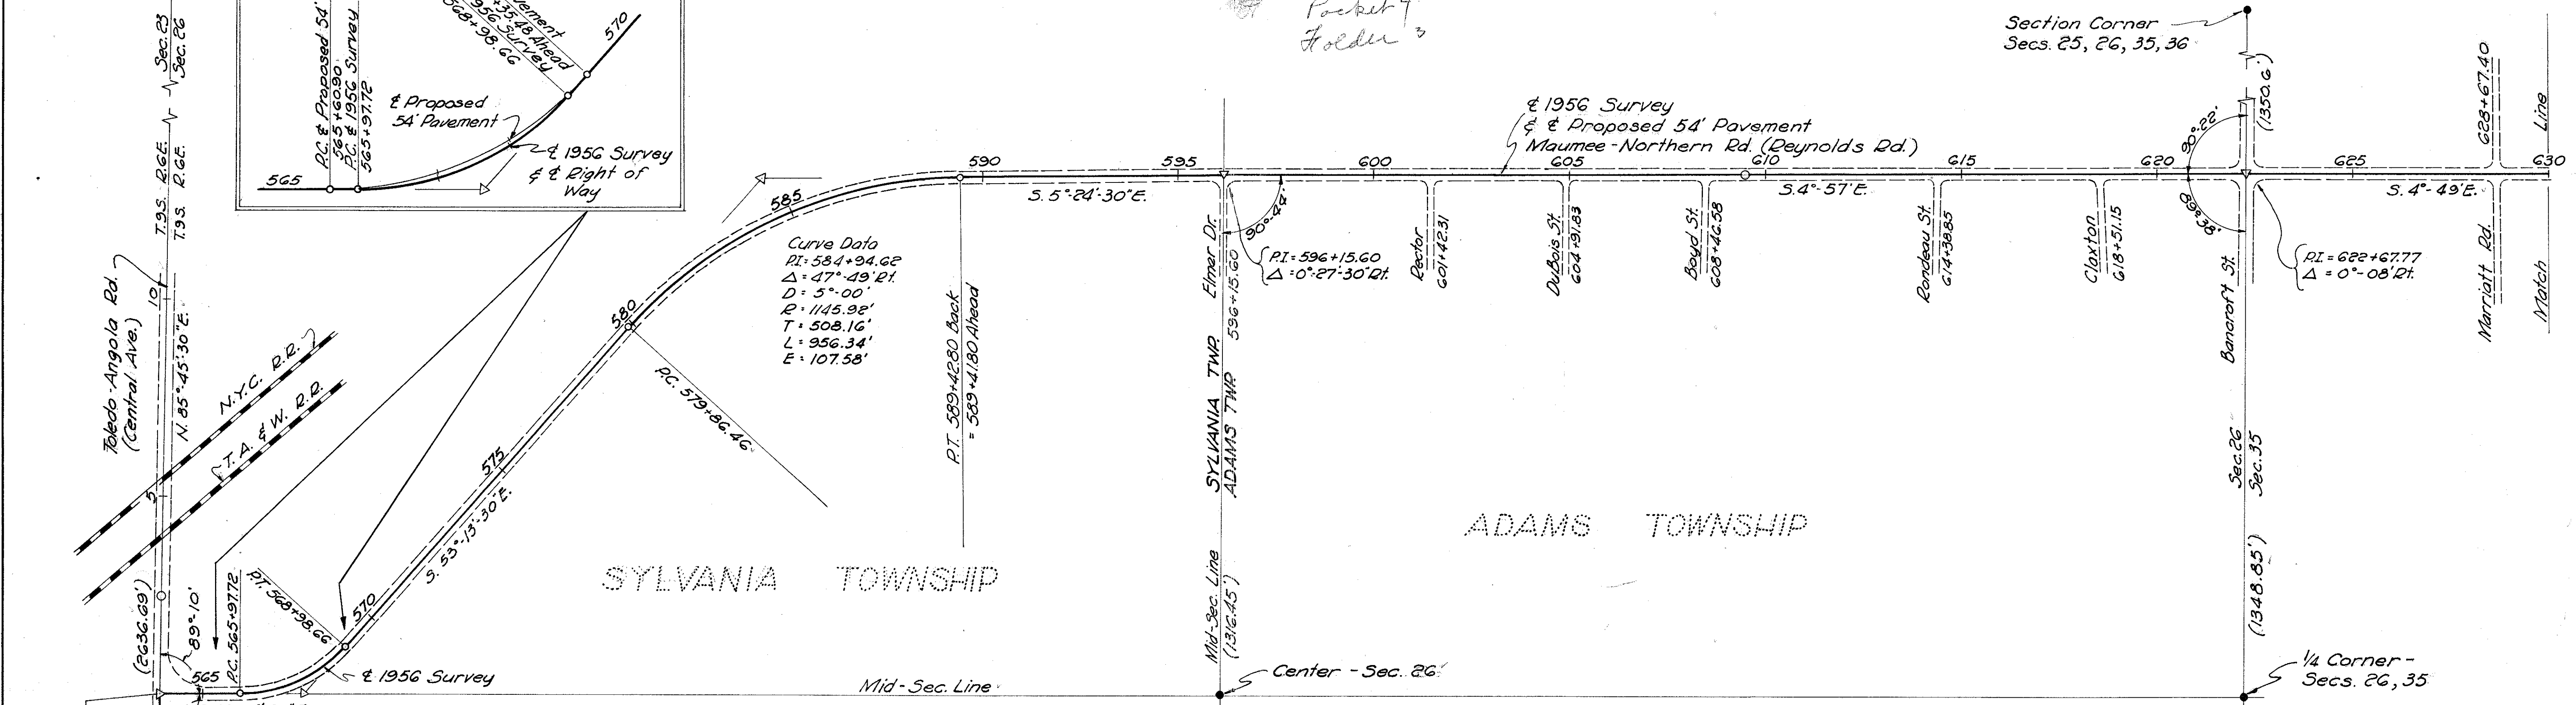 Sec. 23
Sec. 26
T.9S. R.6E.
T.9S. R.6E.
Toledo-Angola Rd.
(Central Ave.)
10
N. 85°-45'-30"E.
N.Y.C. R.R.
T. A. & W. R.R.
5
(2636.69')
89°-10'
P.C. & ℄ Proposed 54'
565+60.90
P.C. ℄ 1956 Survey
565+97.72
+35.48 Ahead
956 Survey
568+98.66
570
℄ Proposed
54' Pavement
℄ 1956 Survey
& ℄ Right of
Way
565
565
P.C. 565+97.72
P.T. 568+98.66
570
℄ 1956 Survey
S. 53°-13'-30"E.
575
580
P.C. 579+86.46
585
Curve Data
P.I.= 584+94.62
Δ = 47°-49' Rt.
D = 5°-00'
R = 1145.92'
T = 508.16'
L = 956.34'
E = 107.58'
P.T. 589+42.80 Back
= 589+41.80 Ahead
590
595
S. 5°-24'-30"E.
SYLVANIA TOWNSHIP
Mid-Sec. Line
Pocket 4
Folder 3
Elmer Dr.
596+15.60
SYLVANIA TWP.
ADAMS TWP.
Mid-Sec. Line
(1316.45')
90°-44'
P.I.= 596+15.60
Δ = 0°-27'-30" Rt.
Center - Sec. 26
℄ 1956 Survey
& ℄ Proposed 54' Pavement
Maumee-Northern Rd. (Reynolds Rd.)
600
605
610
615
620
625
630
Rector
601+42.31
DuBois St.
604+91.83
Boyd St.
608+46.58
S. 4°-57'E.
Rondeau St.
614+38.85
Claxton
618+51.15
ADAMS TOWNSHIP
Section Corner
Secs. 25, 26, 35, 36
(1350.6')
90°-22'
89°-38'
Bancroft St.
P.I.= 622+67.77
Δ = 0°-08' Rt.
Sec. 26
Sec. 35
(1348.85')
1/4 Corner -
Secs. 26, 35
628+67.40
S. 4°-49'E.
Marriatt Rd.
Match Line